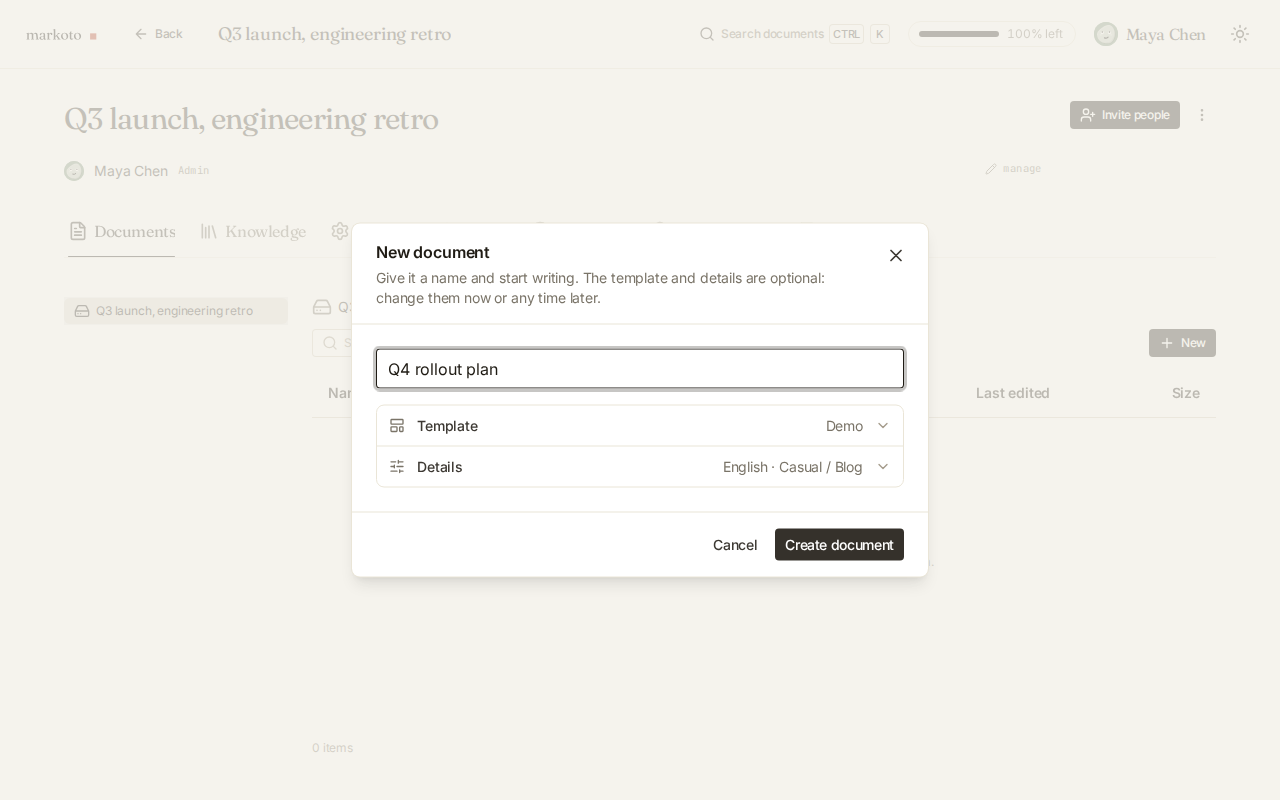 markoto
Back
Q3 launch, engineering retro
Search documents CTRL K
100% left
Maya Chen
Q3 launch, engineering retro
Invite people
Maya Chen Admin
manage
Documents
Knowledge
New document
Give it a name and start writing. The template and details are optional:
change them now or any time later.
Q3 launch, engineering retro
New
Q4 rollout plan
Last edited
Size
Template Demo
Details English · Casual / Blog
Cancel
Create document
0 items